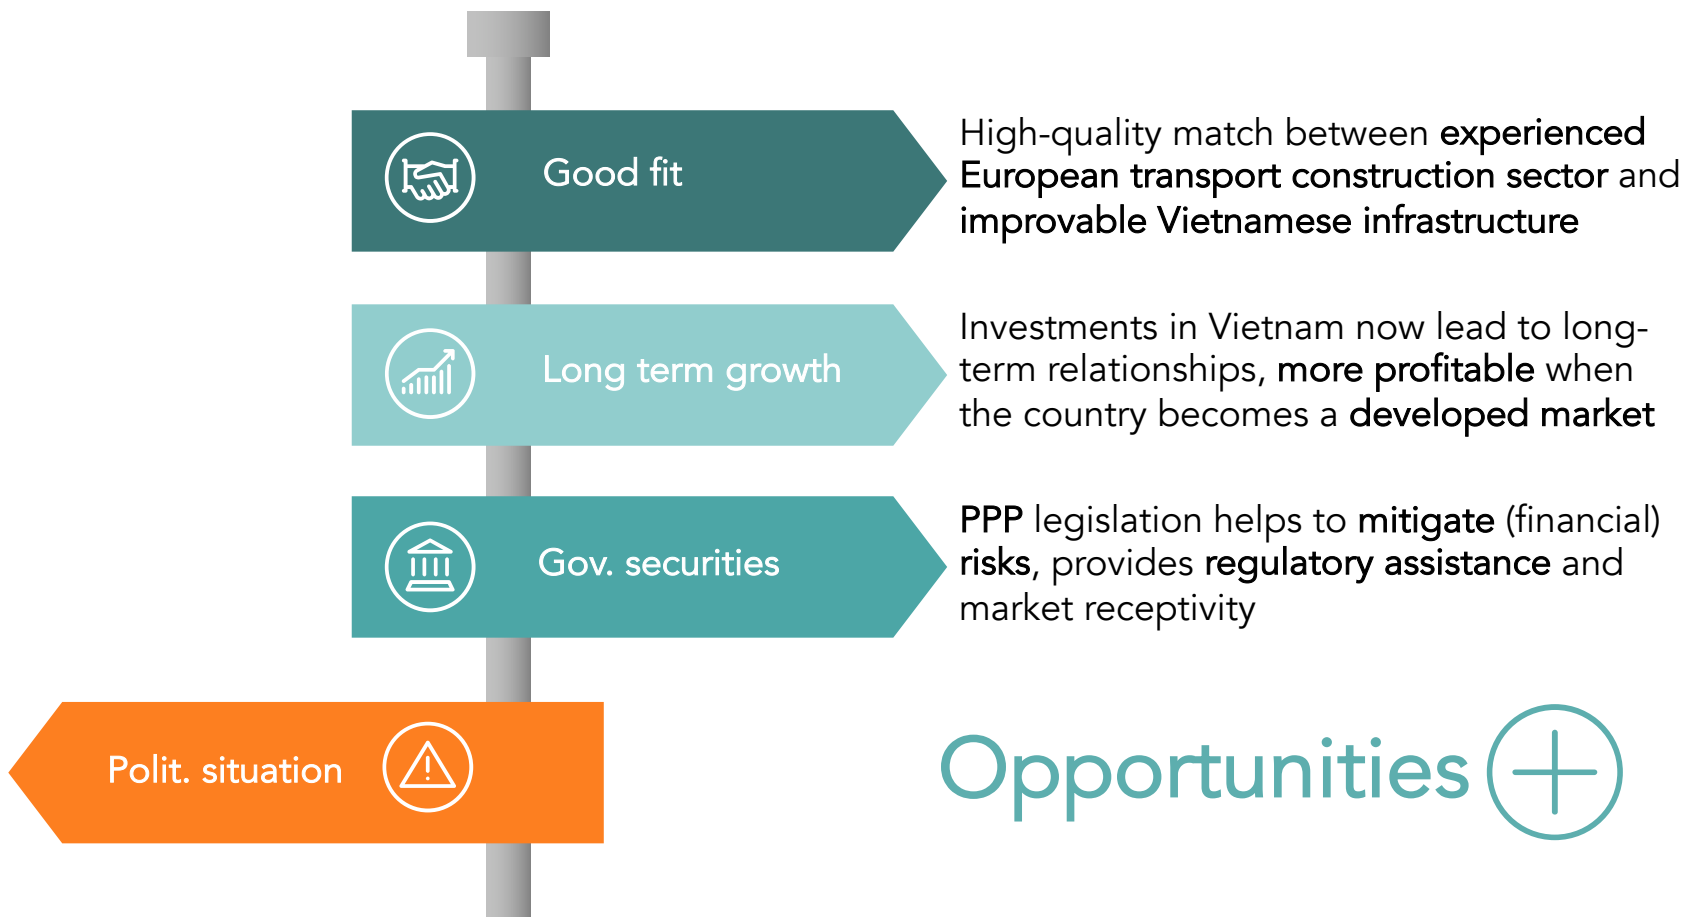 Good fit
High-quality match between experienced
European transport construction sector and
improvable Vietnamese infrastructure
Long term growth
Investments in Vietnam now lead to long-
term relationships, more profitable when
the country becomes a developed market
Gov. securities
PPP legislation helps to mitigate (financial)
risks, provides regulatory assistance and
market receptivity
Polit. situation
Opportunities